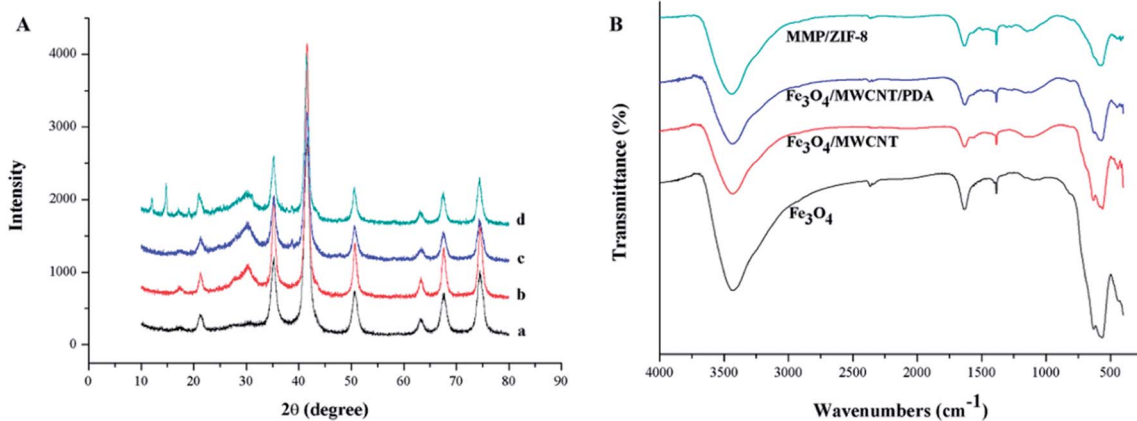 A
Intensity
4000
3000
2000
1000
0
d
c
b
a
0 10 20 30 40 50 60 70 80 90
2θ (degree)
B
Transmittance (%)
MMP/ZIF-8
Fe3O4/MWCNT/PDA
Fe3O4/MWCNT
Fe3O4
4000 3500 3000 2500 2000 1500 1000 500
Wavenumbers (cm-1)